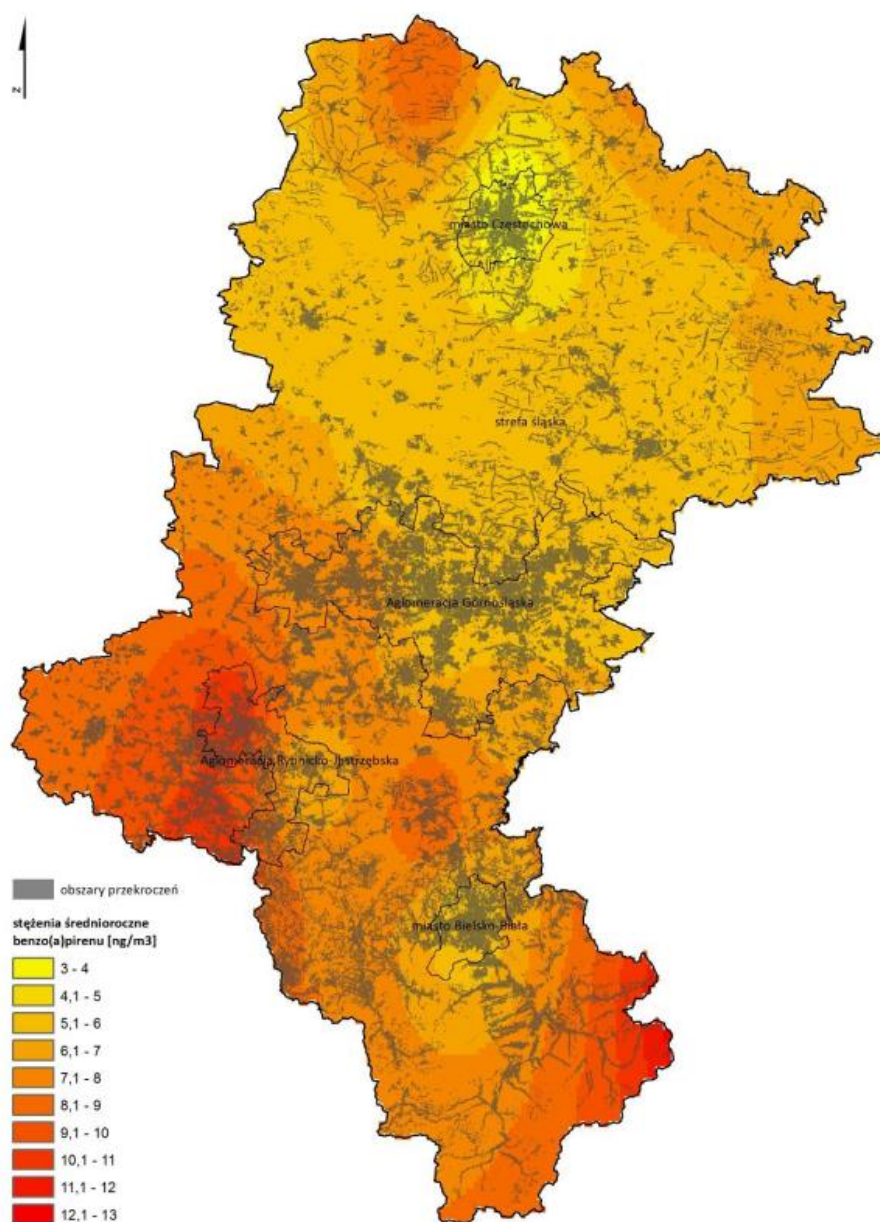 N
miasto Częstochowa
strefa śląska
Aglomeracja Górnośląska
Aglomeracja Rybnicko-Jastrzębska
miasto Bielsko-Biała
obszary przekroczeń
stężenia średnioroczne
benzo(a)pirenu [ng/m3]
3 - 4
4,1 - 5
5,1 - 6
6,1 - 7
7,1 - 8
8,1 - 9
9,1 - 10
10,1 - 11
11,1 - 12
12,1 - 13